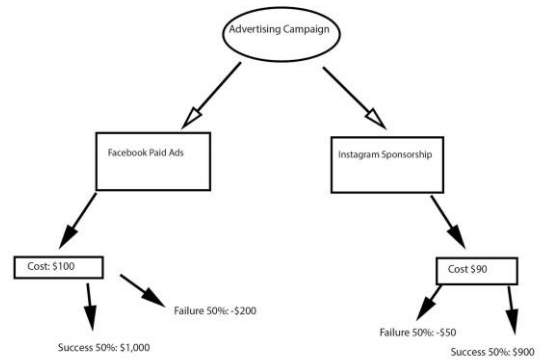 Advertising Campaign
Facebook Paid Ads
Instagram Sponsorship
Cost: $100
Cost $90
Failure 50%: -$200
Failure 50%: -$50
Success 50%: $1,000
Success 50%: $900